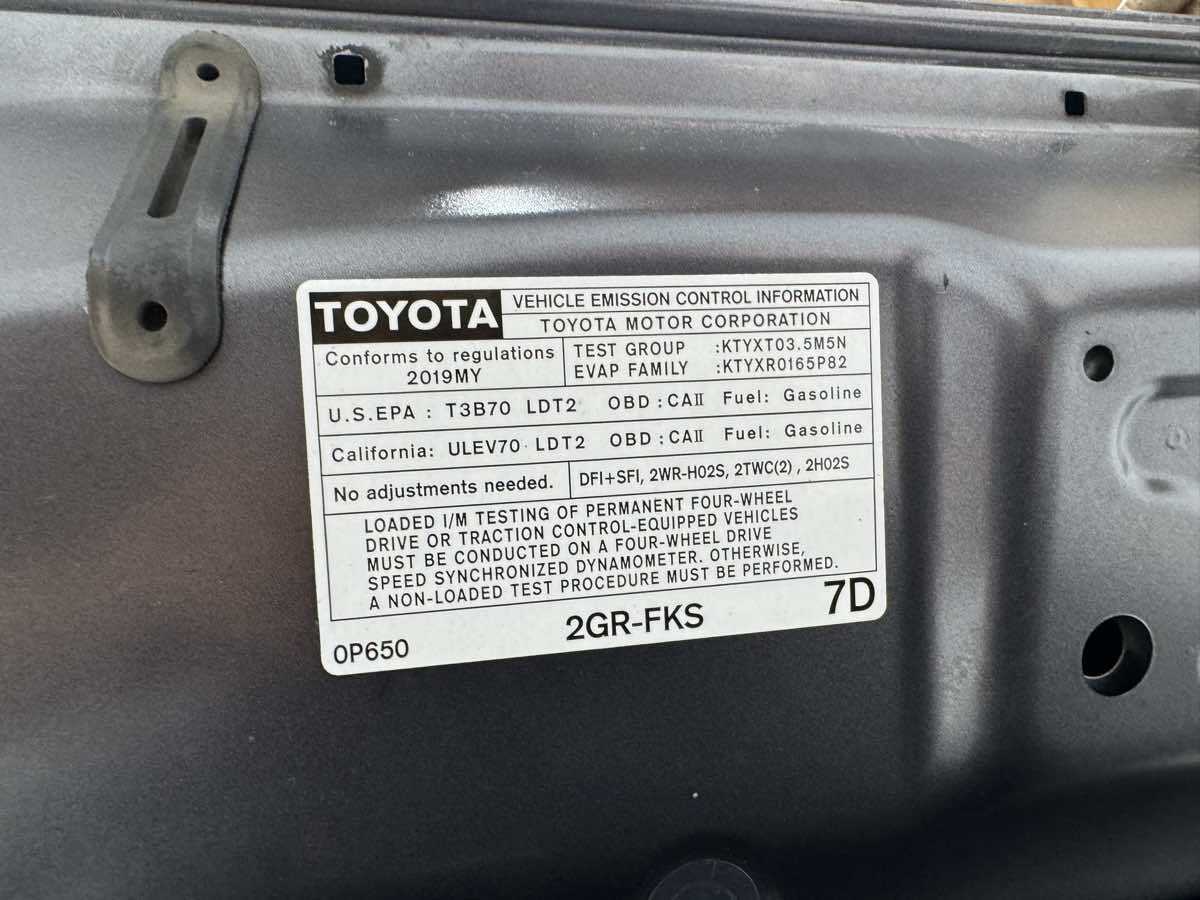 TOYOTA
VEHICLE EMISSION CONTROL INFORMATION
TOYOTA MOTOR CORPORATION
Conforms to regulations
2019MY
TEST GROUP :KTYXT03.5M5N
EVAP FAMILY :KTYXR0165P82
U.S.EPA : T3B70 LDT2 OBD : CAII Fuel: Gasoline
California: ULEV70 LDT2 OBD : CAII Fuel: Gasoline
No adjustments needed.
DFI+SFI, 2WR-HO2S, 2TWC(2) , 2HO2S
LOADED I/M TESTING OF PERMANENT FOUR-WHEEL
DRIVE OR TRACTION CONTROL-EQUIPPED VEHICLES
MUST BE CONDUCTED ON A FOUR-WHEEL DRIVE
SPEED SYNCHRONIZED DYNAMOMETER. OTHERWISE,
A NON-LOADED TEST PROCEDURE MUST BE PERFORMED.
0P650
2GR-FKS
7D